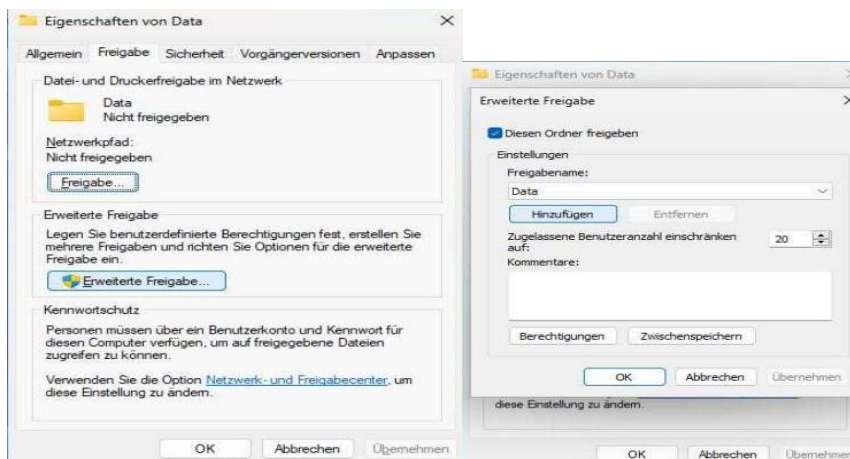 Eigenschaften von Data
Allgemein Freigabe Sicherheit Vorgängerversionen Anpassen
Datei- und Druckerfreigabe im Netzwerk
Data
Nicht freigegeben
Netzwerkpfad:
Nicht freigegeben
Freigabe...
Erweiterte Freigabe
Legen Sie benutzerdefinierte Berechtigungen fest, erstellen Sie
mehrere Freigaben und richten Sie Optionen für die erweiterte
Freigabe ein.
Erweiterte Freigabe...
Kennwortschutz
Personen müssen über ein Benutzerkonto und Kennwort für
diesen Computer verfügen, um auf freigegebene Dateien
zugreifen zu können.
Verwenden Sie die Option Netzwerk- und Freigabecenter, um
diese Einstellung zu ändern.
OK Abbrechen Übernehmen
Eigenschaften von Data
Erweiterte Freigabe
Diesen Ordner freigeben
Einstellungen
Freigabename:
Data
Hinzufügen Entfernen
Zugelassene Benutzeranzahl einschränken
auf:
20
Kommentare:
Berechtigungen Zwischenspeichern
OK Abbrechen Übernehmen
diese Einstellung zu ändern.
OK Abbrechen Übernehmen